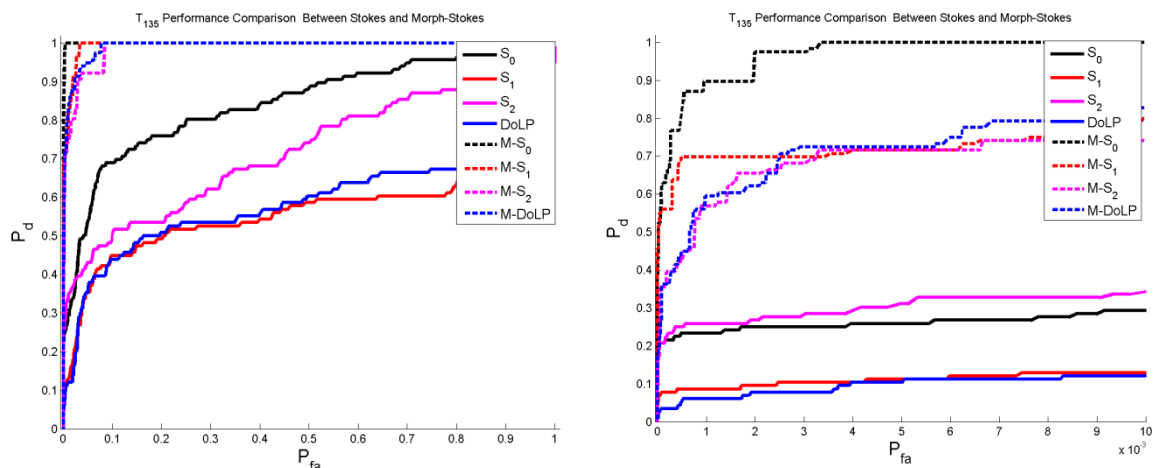 T135 Performance Comparison Between Stokes and Morph-Stokes
1
0.9
0.8
0.7
0.6
0.5
0.4
0.3
0.2
0.1
0
Pd
0 0.1 0.2 0.3 0.4 0.5 0.6 0.7 0.8 0.9 1
Pfa
S0
S1
S2
DoLP
M-S0
M-S1
M-S2
M-DoLP
T135 Performance Comparison Between Stokes and Morph-Stokes
1
0.9
0.8
0.7
0.6
0.5
0.4
0.3
0.2
0.1
0
Pd
0 1 2 3 4 5 6 7 8 9 10
x 10-3
Pfa
S0
S1
S2
DoLP
M-S0
M-S1
M-S2
M-DoLP